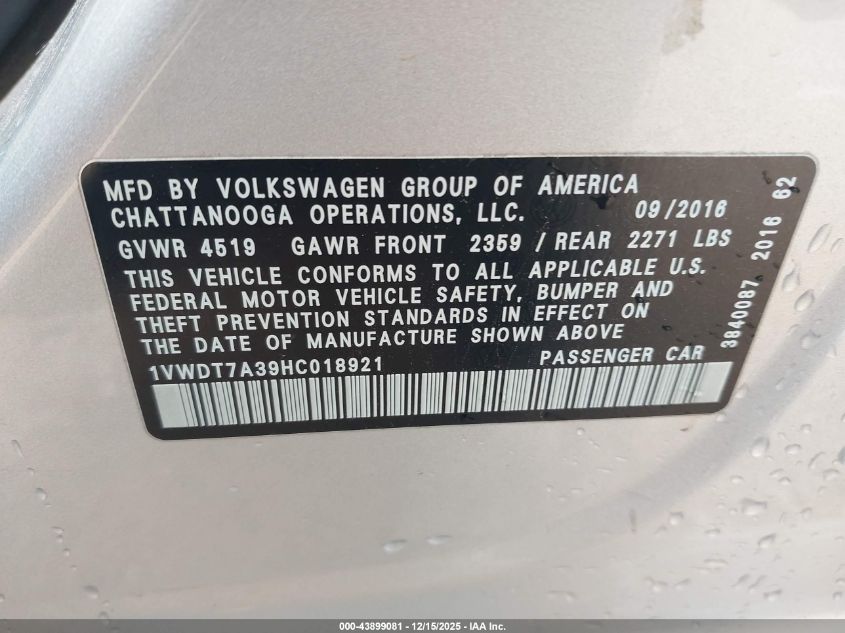 MFD BY VOLKSWAGEN GROUP OF AMERICA
CHATTANOOGA OPERATIONS, LLC. 09/2016
GVWR 4519 GAWR FRONT 2359 / REAR 2271 LBS
THIS VEHICLE CONFORMS TO ALL APPLICABLE U.S.
FEDERAL MOTOR VEHICLE SAFETY, BUMPER AND
THEFT PREVENTION STANDARDS IN EFFECT ON
THE DATE OF MANUFACTURE SHOWN ABOVE
1VWDT7A39HC018921 PASSENGER CAR
3840087 2016 62
000-43899081 - 12/15/2025 - IAA Inc.